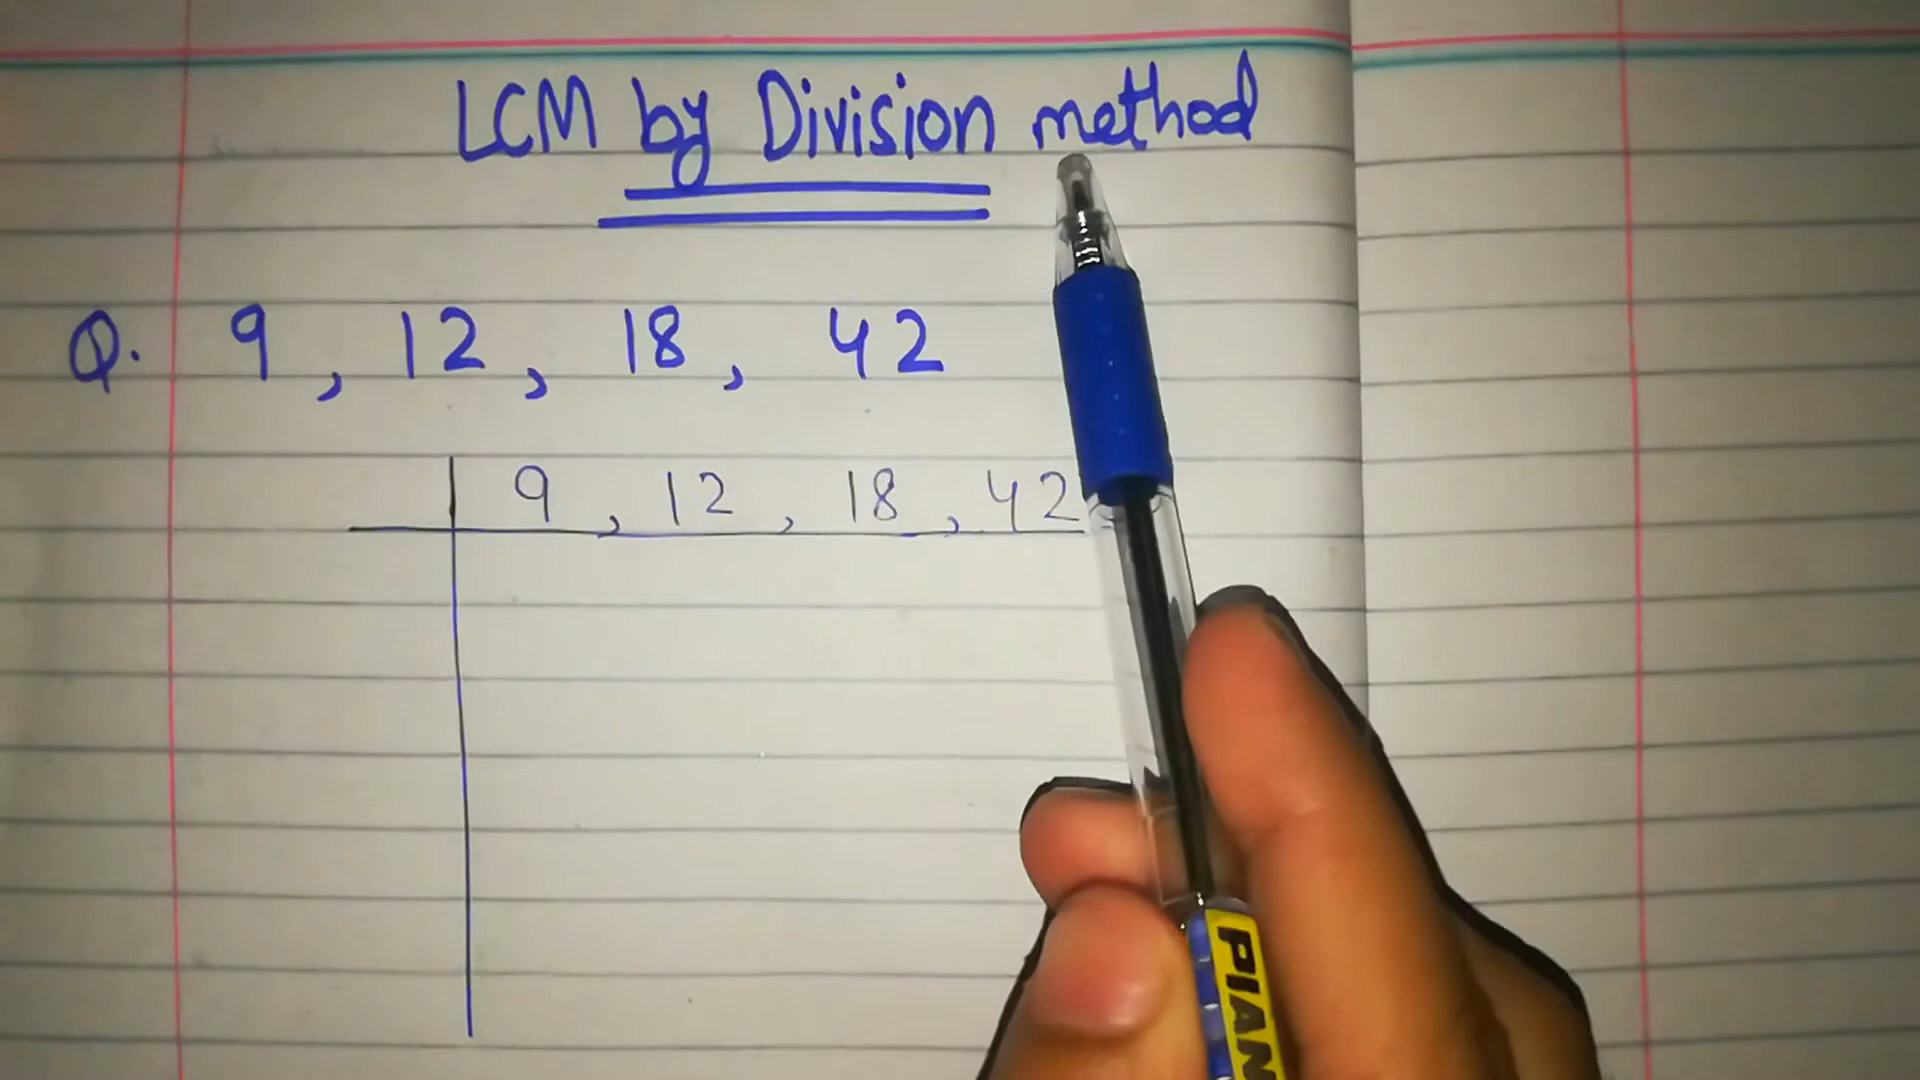 LCM by Division method
Q. 9, 12, 18, 42
9, 12, 18, 42
PIAN